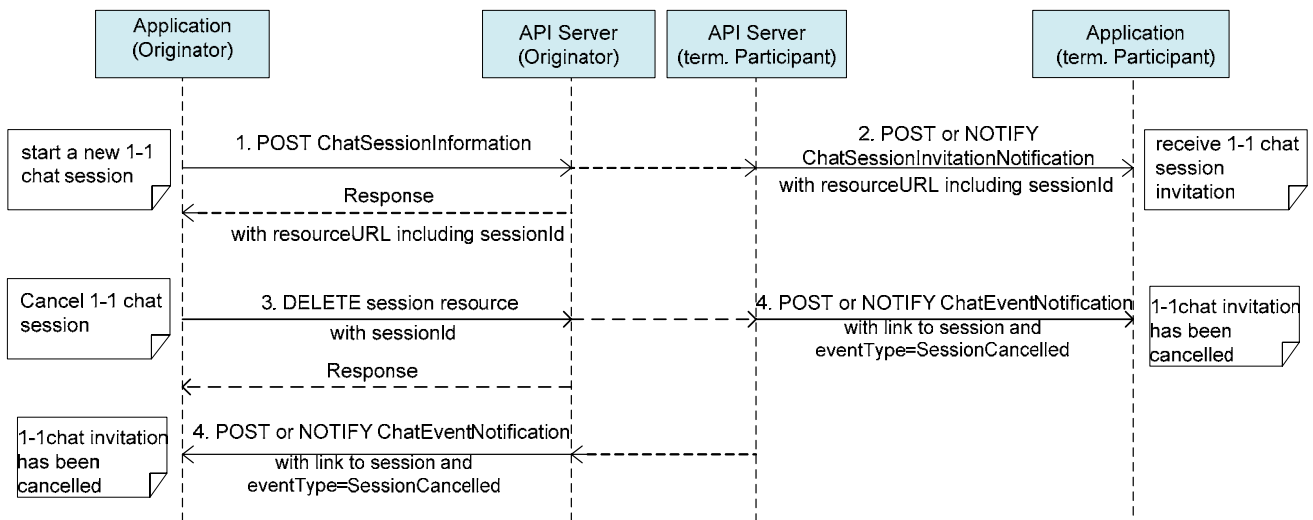 Application
(Originator)
API Server
(Originator)
API Server
(term. Participant)
Application
(term. Participant)
start a new 1-1
chat session
1. POST ChatSessionInformation
2. POST or NOTIFY
ChatSessionInvitationNotification
with resourceURL including sessionId
receive 1-1 chat
session
invitation
Response
with resourceURL including sessionId
Cancel 1-1 chat
session
3. DELETE session resource
with sessionId
4. POST or NOTIFY ChatEventNotification
with link to session and
eventType=SessionCancelled
1-1chat invitation
has been
cancelled
Response
1-1chat invitation
has been
cancelled
4. POST or NOTIFY ChatEventNotification
with link to session and
eventType=SessionCancelled